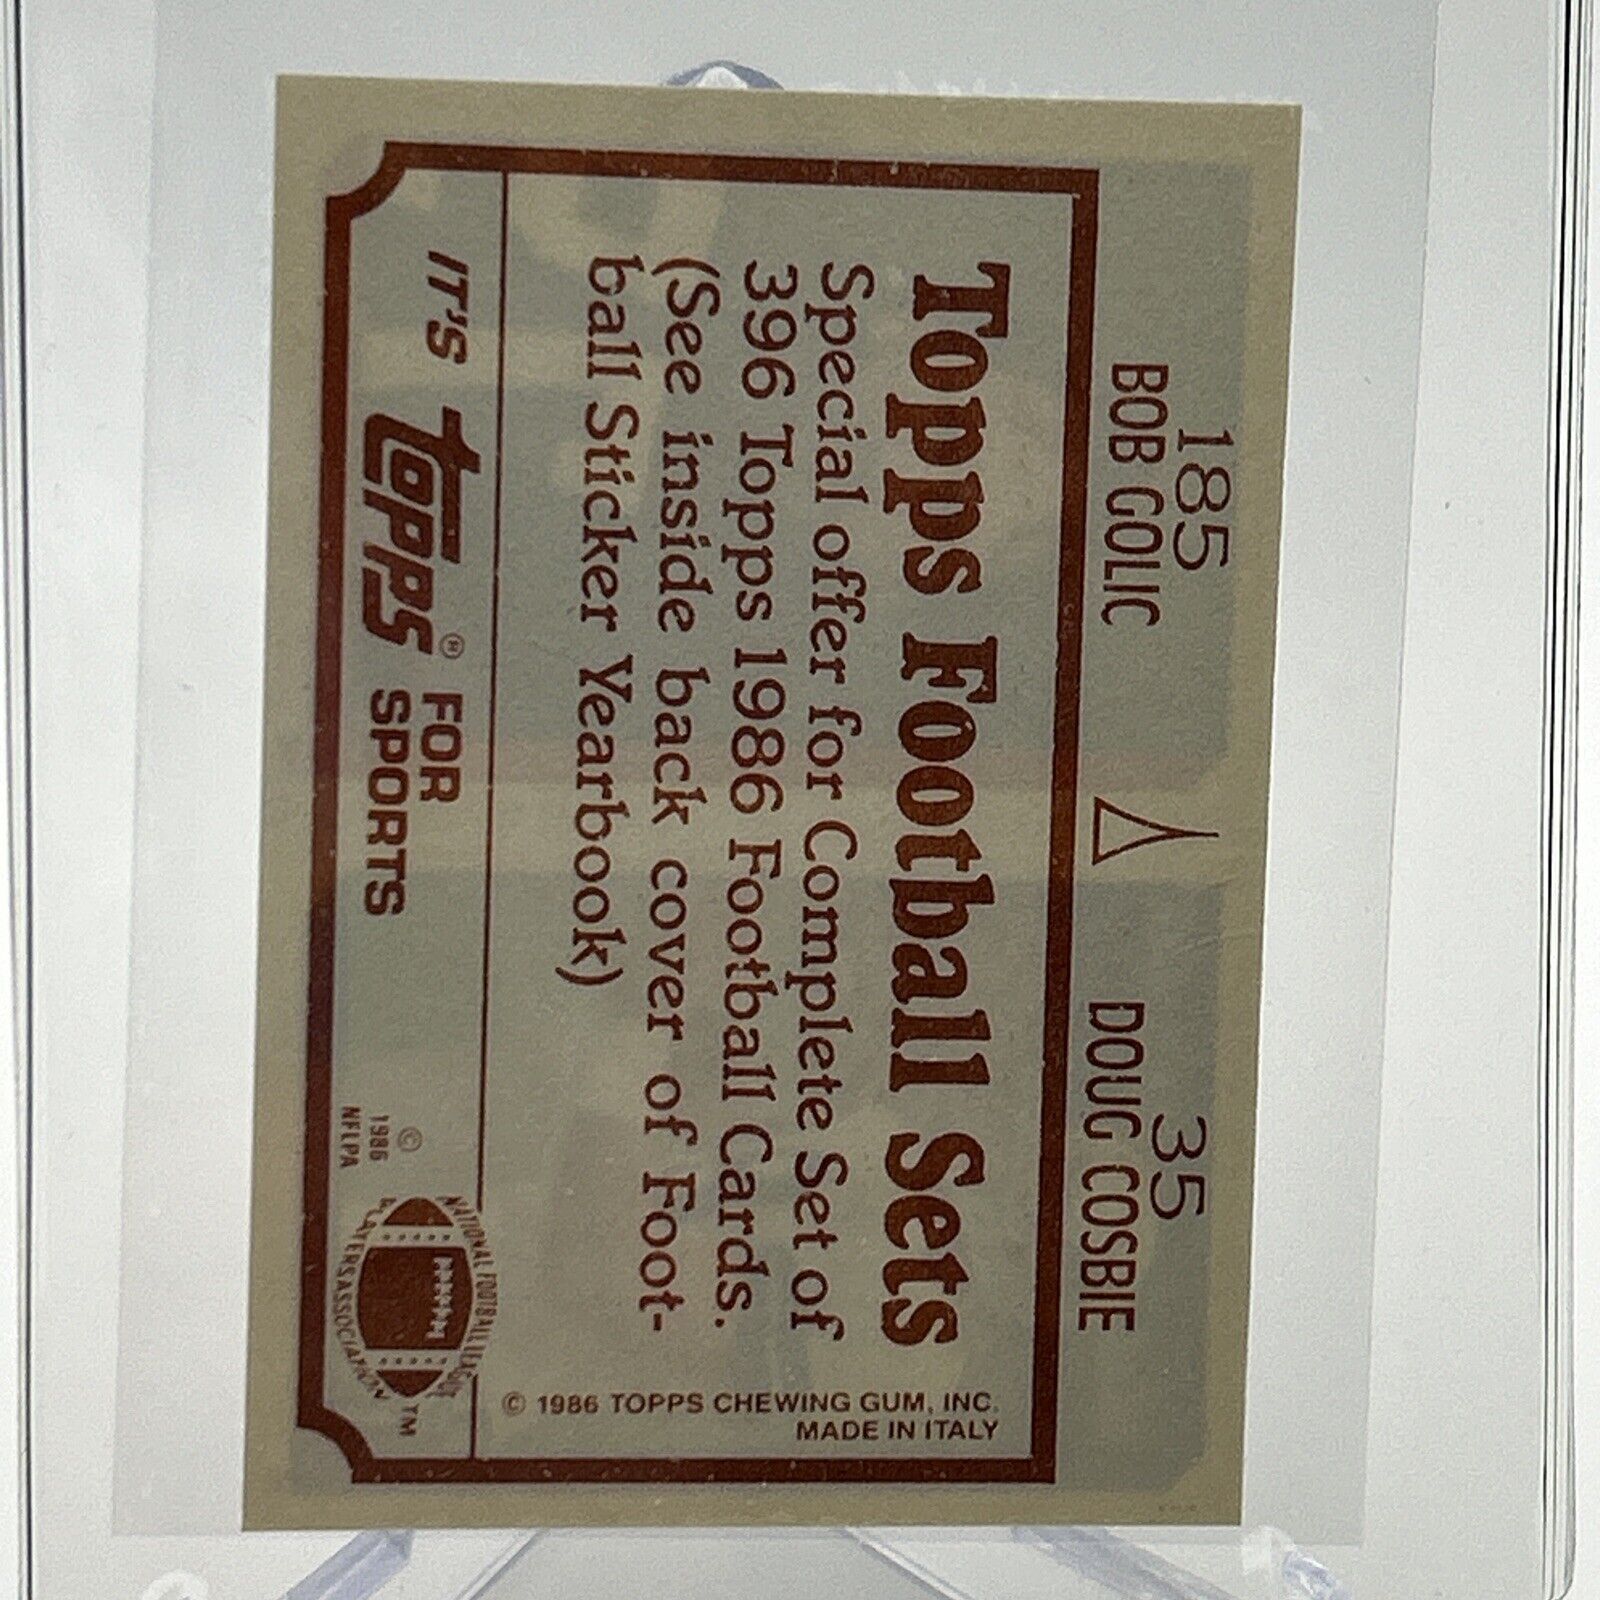 185
BOB GOLIC
35
DOUG COSBIE
Topps Football Sets
Special offer for Complete Set of
396 Topps 1986 Football Cards.
(See inside back cover of Foot-
ball Sticker Yearbook)
© 1986 TOPPS CHEWING GUM, INC.
MADE IN ITALY
IT'S Topps® FOR
SPORTS
©
1986
NFLPA
NATIONAL FOOTBALL LEAGUE
PLAYERS ASSOCIATION
TM